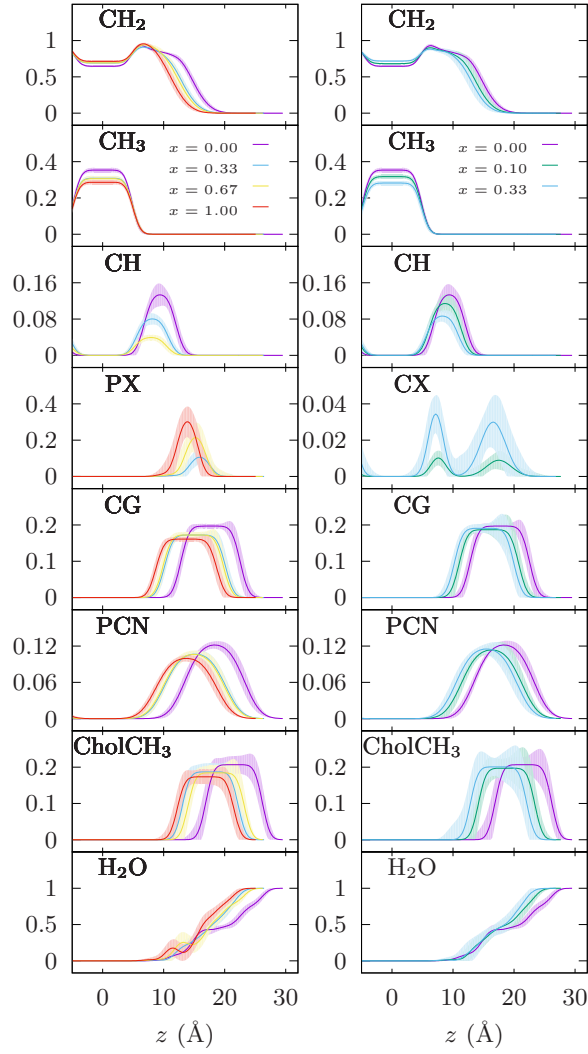 CH₂ CH₂
1 1
0.5 0.5
0 0
CH₃ CH₃
0.4 x = 0.00 0.4 x = 0.00
x = 0.33 x = 0.10
0.2 x = 0.67 0.2 x = 0.33
x = 1.00
0 0
CH CH
0.16 0.16
0.08 0.08
0 0
PX CX
0.4 0.04
0.2 0.02
0 0
CG CG
0.2 0.2
0.1 0.1
0 0
PCN PCN
0.12 0.12
0.06 0.06
0 0
CholCH₃ CholCH₃
0.2 0.2
0.1 0.1
0 0
H₂O H₂O
1 1
0.5 0.5
0 0
0 10 20 30 0 10 20 30
z (Å) z (Å)